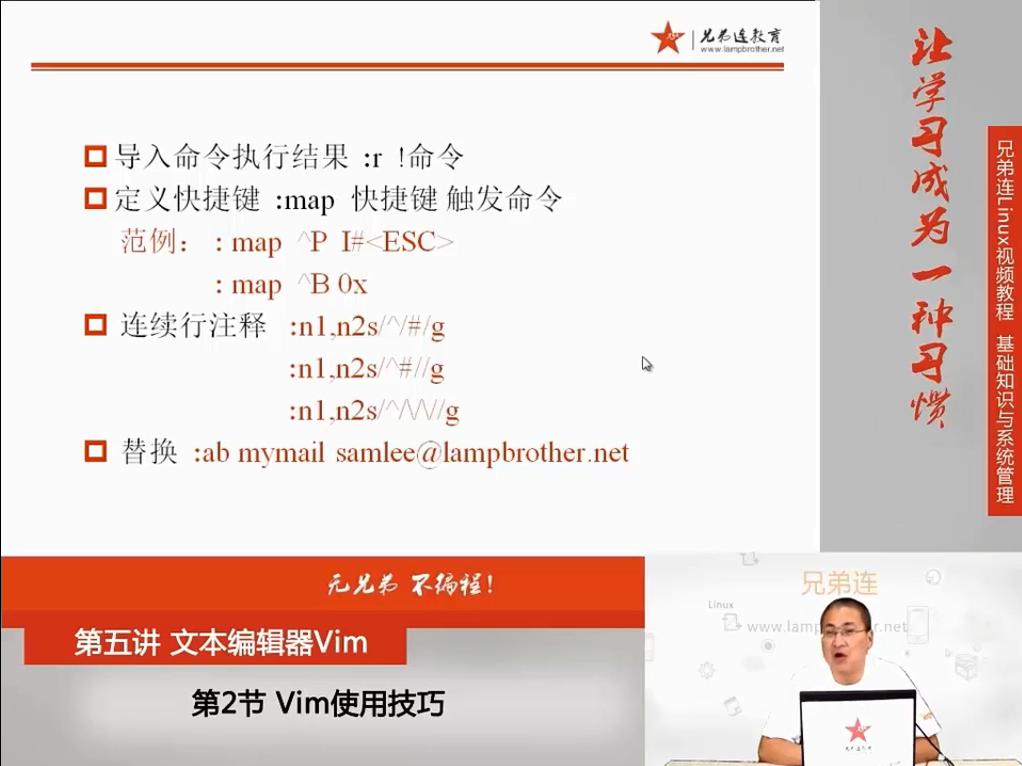 兄弟连教育
www.lampbrother.net
导入命令执行结果 :r !命令
定义快捷键 :map 快捷键 触发命令
范例： : map ^P I#<ESC>
: map ^B 0x
连续行注释 :n1,n2s/^/#/g
:n1,n2s/^#//g
:n1,n2s/^/\/\//g
替换 :ab mymail samlee@lampbrother.net
让学习成为一种习惯
兄弟连Linux视频教程 基础知识与系统管理
无兄弟 不编程!
第五讲 文本编辑器Vim
第2节 Vim使用技巧
兄弟连
Linux